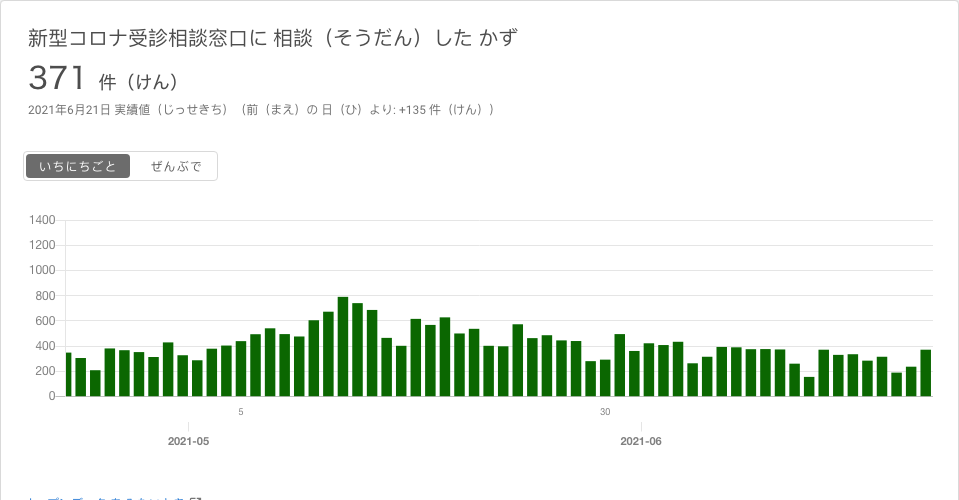 新型コロナ受診相談窓口に 相談（そうだん）した かず
371 件（けん）
2021年6月21日 実績値（じっせきち）（前（まえ）の 日（ひ）より: +135 件（けん））
いちにちごと ぜんぶで
1400
1200
1000
800
600
400
200
0
5 30
2021-05 2021-06